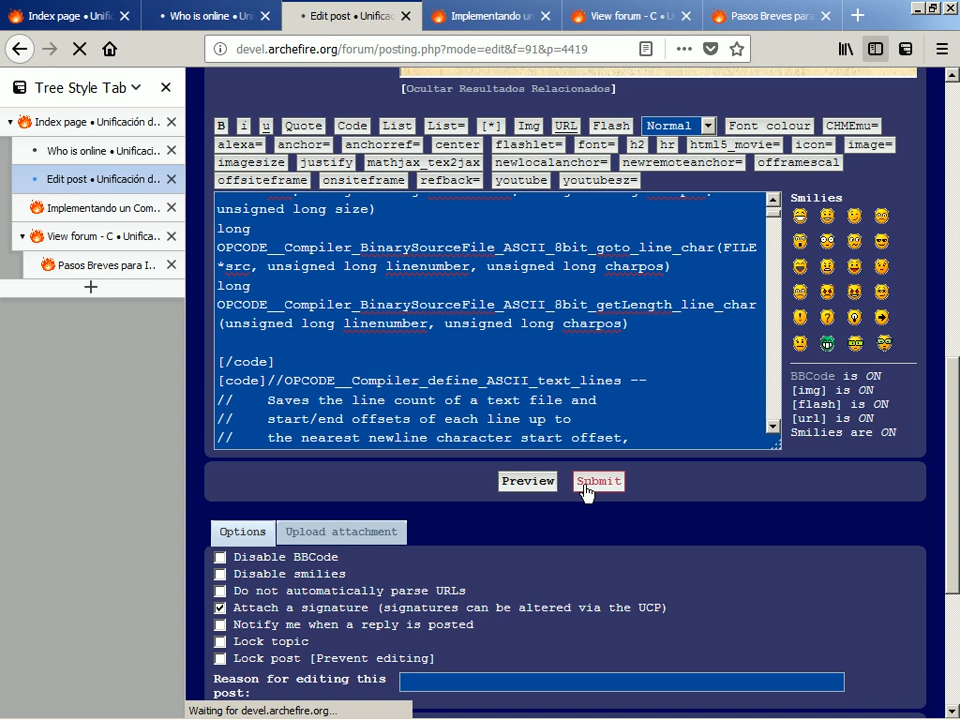 Index page • Unifica
Who is online • Uni
Edit post • Unificac
Implementando un
View forum - C • U
Pasos Breves para
devel.archefire.org/forum/posting.php?mode=edit&f=91&p=4419
Tree Style Tab
Index page • Unificación d..
Who is online • Unificaci..
Edit post • Unificación d..
Implementando un Com..
View forum - C • Unifica..
Pasos Breves para I..
[Ocultar Resultados Relacionados]
B i u Quote Code List List= [*] Img URL Flash Normal Font colour CHMEmu=
alexa= anchor= anchorref= center flashlet= font= h2 hr html5_movie= icon= image=
imagesize justify mathjax_tex2jax newlocalanchor= newremoteanchor= offframescal
offsiteframe onsiteframe refback= youtube youtubesz=
unsigned long size)
long
OPCODE__Compiler_BinarySourceFile_ASCII_8bit_goto_line_char(FILE
*src, unsigned long linenumber, unsigned long charpos)
long
OPCODE__Compiler_BinarySourceFile_ASCII_8bit_getLength_line_char
(unsigned long linenumber, unsigned long charpos)
[/code]
[code]//OPCODE__Compiler_define_ASCII_text_lines --
// Saves the line count of a text file and
// start/end offsets of each line up to
// the nearest newline character start offset,
Smilies
BBCode is ON
[img] is ON
[flash] is ON
[url] is ON
Smilies are ON
Preview Submit
Options Upload attachment
Disable BBCode
Disable smilies
Do not automatically parse URLs
Attach a signature (signatures can be altered via the UCP)
Notify me when a reply is posted
Lock topic
Lock post [Prevent editing]
Reason for editing this
post:
Waiting for devel.archefire.org...